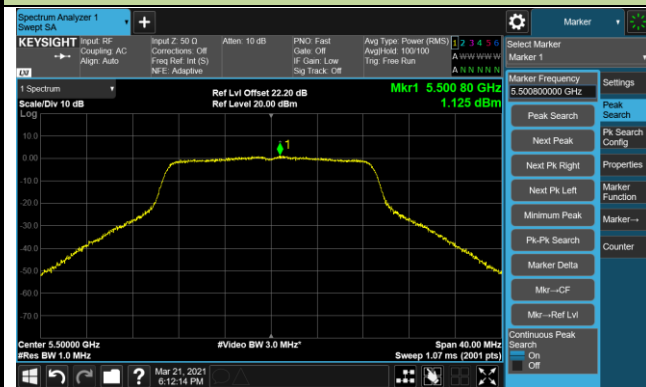 Spectrum Analyzer 1
Swept SA
+
Marker
KEYSIGHT
Input: RF
Coupling: AC
Align: Auto
Input Z: 50 Ω
Corrections: Off
Freq Ref: Int (S)
NFE: Adaptive
Atten: 10 dB
PNO: Fast
Gate: Off
IF Gain: Low
Sig Track: Off
Avg Type: Power (RMS)
Avg|Hold: 100/100
Trig: Free Run
1 2 3 4 5 6
A W W W W W
A N N N N N
LXI
Select Marker
Marker 1
1 Spectrum
Scale/Div 10 dB
Log
Ref Lvl Offset 22.20 dB
Ref Level 20.00 dBm
Mkr1 5.500 80 GHz
1.125 dBm
1
10.0
0.00
-10.0
-20.0
-30.0
-40.0
-50.0
-60.0
-70.0
Center 5.50000 GHz
#Res BW 1.0 MHz
#Video BW 3.0 MHz*
Span 40.00 MHz
Sweep 1.07 ms (2001 pts)
Marker Frequency
5.500800000 GHz
Peak Search
Next Peak
Next Pk Right
Next Pk Left
Minimum Peak
Pk-Pk Search
Marker Delta
Mkr→CF
Mkr→Ref Lvl
Continuous Peak
Search
On
Off
Settings
Peak
Search
Pk Search
Config
Properties
Marker
Function
Marker→
Counter
?
Mar 21, 2021
6:12:14 PM